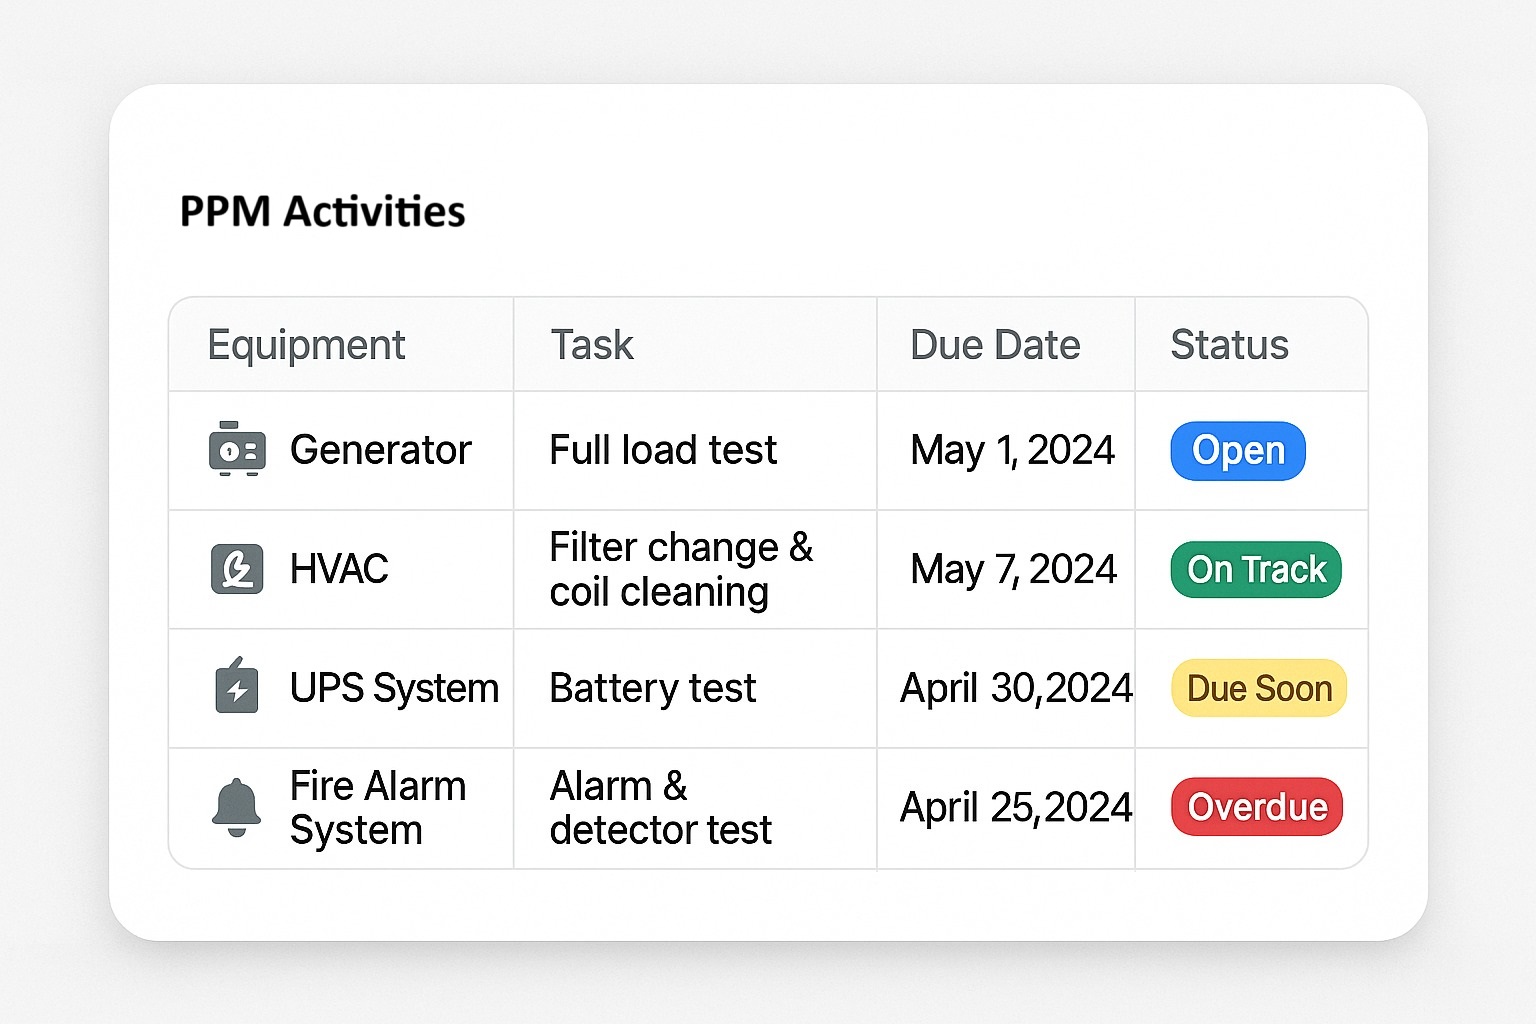 PPM Activities
Equipment Task Due Date Status
Generator Full load test May 1, 2024 Open
HVAC Filter change & coil cleaning May 7, 2024 On Track
UPS System Battery test April 30,2024 Due Soon
Fire Alarm System Alarm & detector test April 25,2024 Overdue